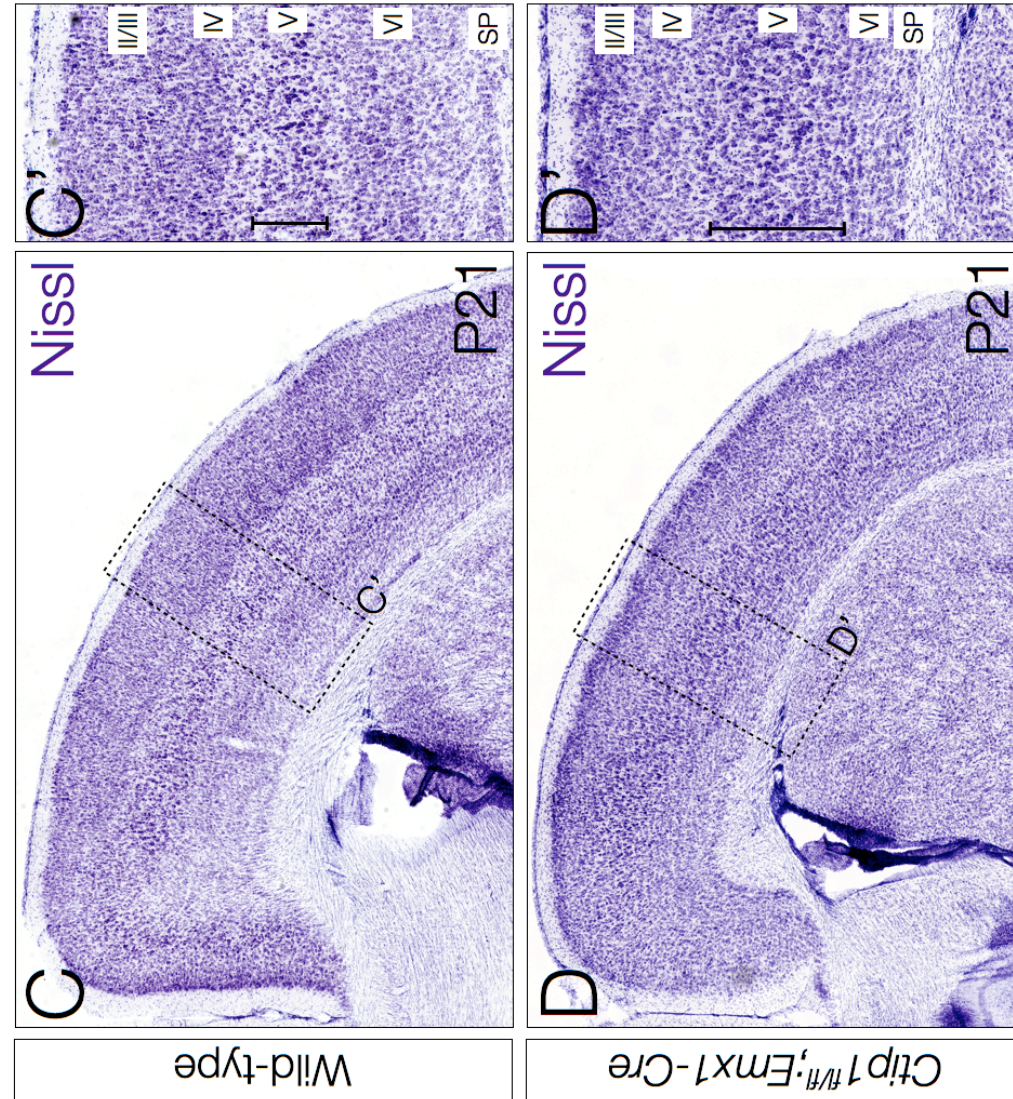 C'
II/III
IV
V
VI
SP
D'
II/III
IV
V
VI
SP
C
Nissl
P21
C'
D
Nissl
P21
D'
Wild-type
Ctip1fl/fl;Emx1-Cre